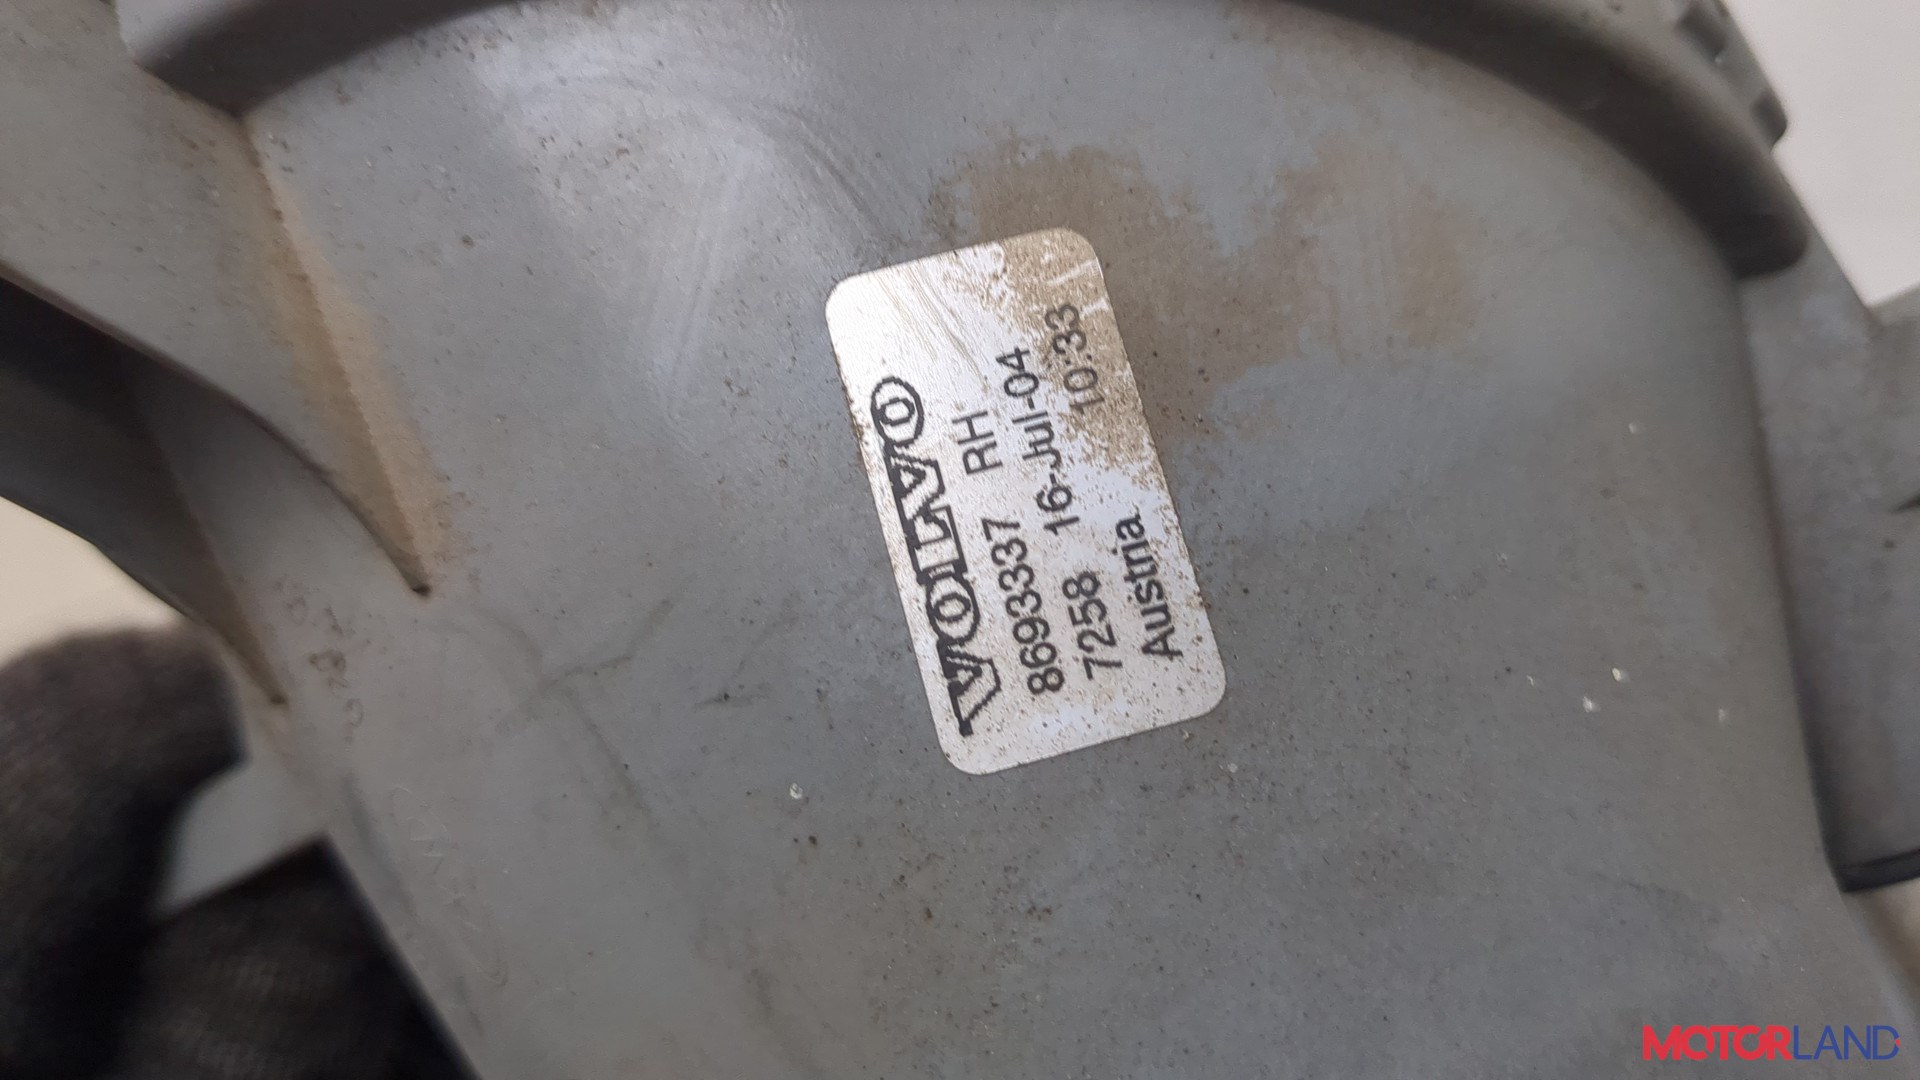 VOLVO
8693337 RH
7258 16-Jul-04 10:33
Austria
MOTORLAND